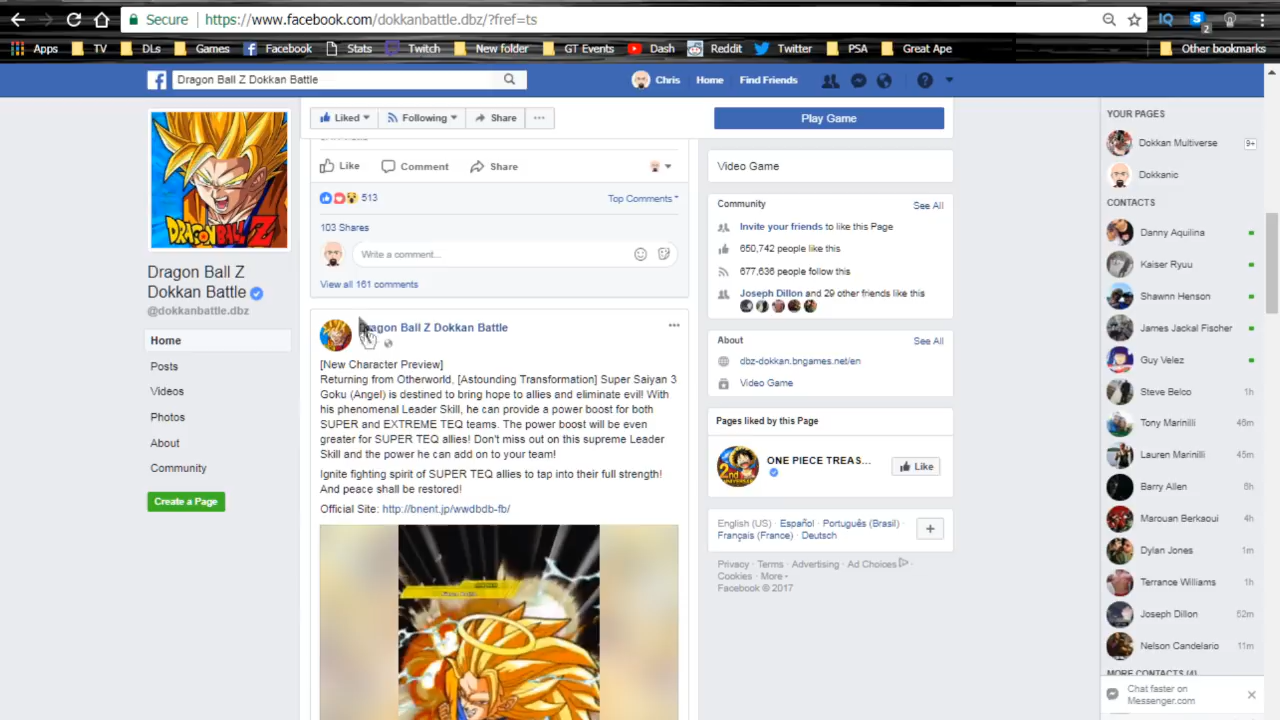 Secure https://www.facebook.com/dokkanbattle.dbz/?fref=ts
IQ
S
2
Apps TV DLs Games Facebook Stats Twitch New folder GT Events Dash Reddit Twitter PSA Great Ape Other bookmarks
Dragon Ball Z Dokkan Battle
Chris Home Find Friends
DRAGONBALL Z
Dragon Ball Z
Dokkan Battle
@dokkanbattle.dbz
Home
Posts
Videos
Photos
About
Community
Create a Page
Liked Following Share ...
Like Comment Share
513 Top Comments
103 Shares
Write a comment...
View all 161 comments
Dragon Ball Z Dokkan Battle
[New Character Preview]
Returning from Otherworld, [Astounding Transformation] Super Saiyan 3
Goku (Angel) is destined to bring hope to allies and eliminate evil! With
his phenomenal Leader Skill, he can provide a power boost for both
SUPER and EXTREME TEQ teams. The power boost will be even
greater for SUPER TEQ allies! Don't miss out on this supreme Leader
Skill and the power he can add on to your team!
Ignite fighting spirit of SUPER TEQ allies to tap into their full strength!
And peace shall be restored!
Official Site: http://bnent.jp/wwdbdb-fb/
Play Game
Video Game
Community See All
Invite your friends to like this Page
650,742 people like this
677,636 people follow this
Joseph Dillon and 29 other friends like this
About See All
dbz-dokkan.bngames.net/en
Video Game
Pages liked by this Page
2nd
ONE PIECE TREAS...
Like
English (US) · Español · Português (Brasil) ·
Français (France) · Deutsch
+
Privacy · Terms · Advertising · Ad Choices ·
Cookies · More
Facebook © 2017
YOUR PAGES
Dokkan Multiverse 9+
Dokkanic
CONTACTS
Danny Aquilina
Kaiser Ryuu
Shawnn Henson
James Jackal Fischer
Guy Velez
Steve Belco 1h
Tony Marinilli 46m
Lauren Marinilli 45m
Barry Allen 6h
Marouan Berkaoui 4h
Dylan Jones 1m
Terrance Williams 1h
Joseph Dillon 52m
Nelson Candelario 11m
MORE CONTACTS (4)
Chat faster on
Messenger.com